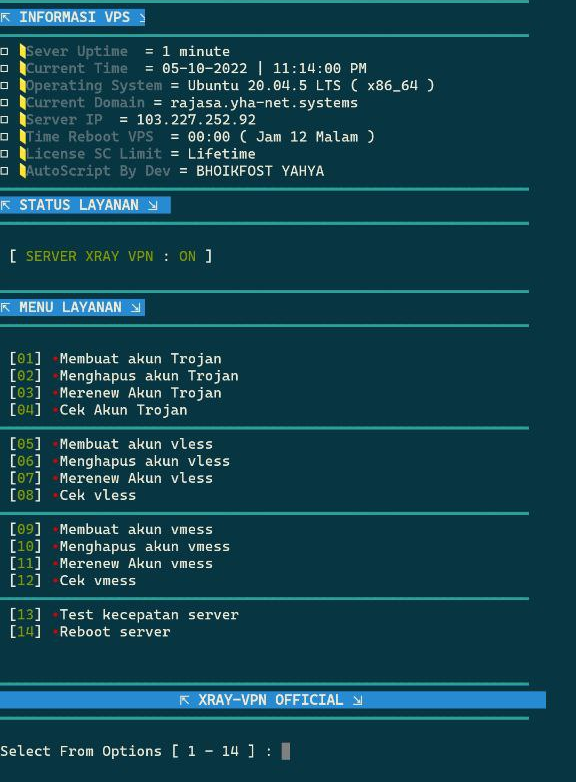 ⇱ INFORMASI VPS ⇲
Sever Uptime = 1 minute
Current Time = 05-10-2022 | 11:14:00 PM
Operating System = Ubuntu 20.04.5 LTS ( x86_64 )
Current Domain = rajasa.yha-net.systems
Server IP = 103.227.252.92
Time Reboot VPS = 00:00 ( Jam 12 Malam )
License SC Limit = Lifetime
AutoScript By Dev = BHOIKFOST YAHYA
⇱ STATUS LAYANAN ⇲
[ SERVER XRAY VPN : ON ]
⇱ MENU LAYANAN ⇲
[01] •Membuat akun Trojan
[02] •Menghapus akun Trojan
[03] •Merenew Akun Trojan
[04] •Cek Akun Trojan
[05] •Membuat akun vless
[06] •Menghapus akun vless
[07] •Merenew Akun vless
[08] •Cek vless
[09] •Membuat akun vmess
[10] •Menghapus akun vmess
[11] •Merenew Akun vmess
[12] •Cek vmess
[13] •Test kecepatan server
[14] •Reboot server
⇱ XRAY-VPN OFFICIAL ⇲
Select From Options [ 1 - 14 ] :